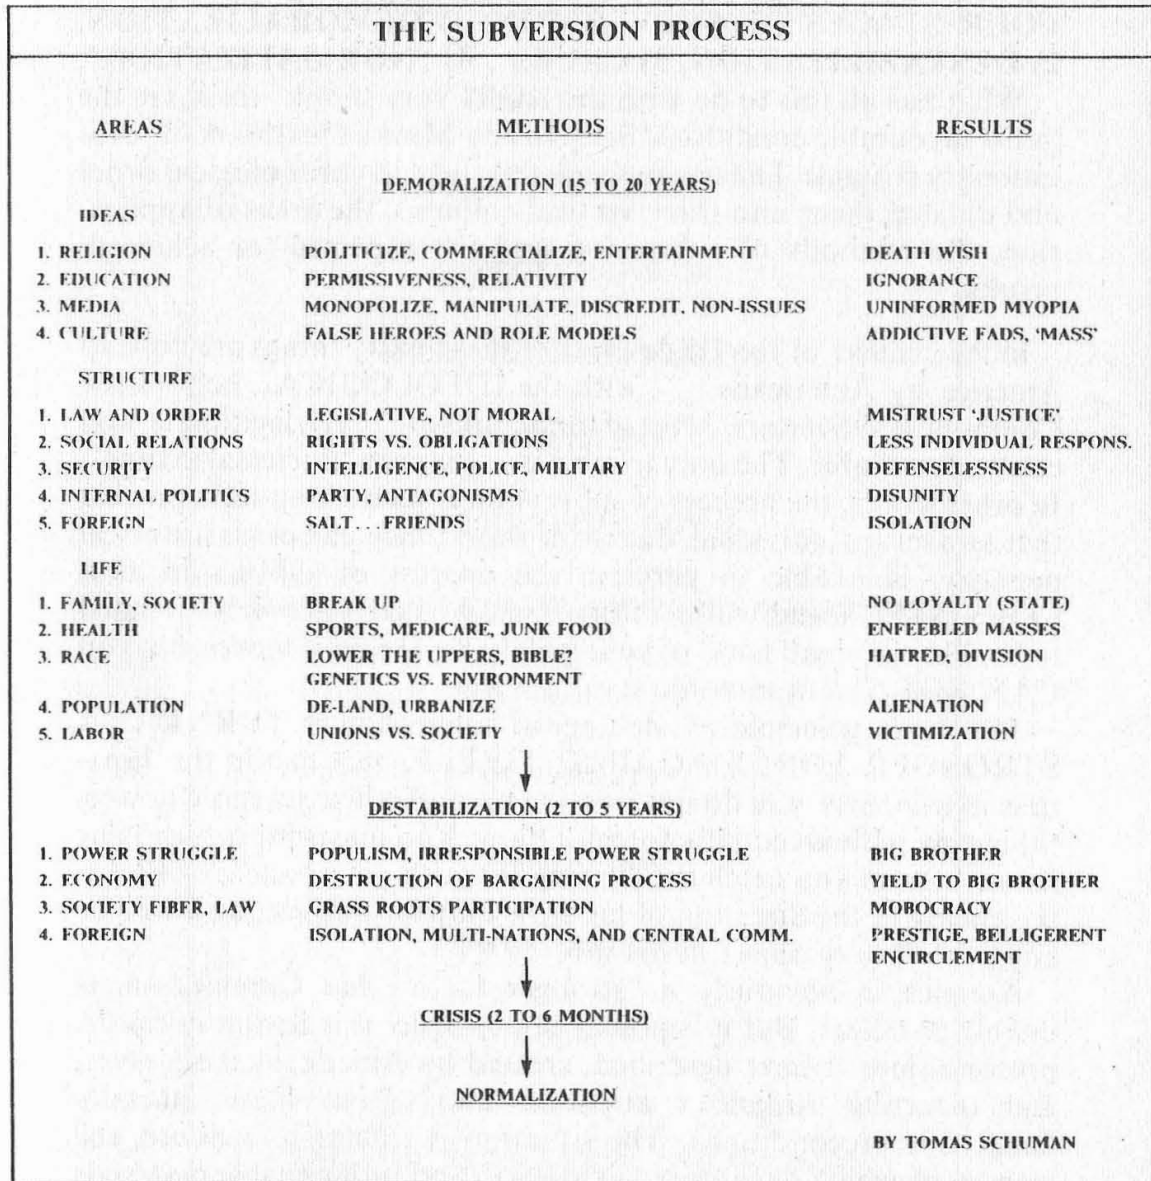 THE SUBVERSION PROCESS
AREAS METHODS RESULTS
DEMORALIZATION (15 TO 20 YEARS)
IDEAS
1. RELIGION POLITICIZE, COMMERCIALIZE, ENTERTAINMENT DEATH WISH
2. EDUCATION PERMISSIVENESS, RELATIVITY IGNORANCE
3. MEDIA MONOPOLIZE, MANIPULATE, DISCREDIT, NON-ISSUES UNINFORMED MYOPIA
4. CULTURE FALSE HEROES AND ROLE MODELS ADDICTIVE FADS, ‘MASS’
STRUCTURE
1. LAW AND ORDER LEGISLATIVE, NOT MORAL MISTRUST ‘JUSTICE’
2. SOCIAL RELATIONS RIGHTS VS. OBLIGATIONS LESS INDIVIDUAL RESPONS.
3. SECURITY INTELLIGENCE, POLICE, MILITARY DEFENSELESSNESS
4. INTERNAL POLITICS PARTY, ANTAGONISMS DISUNITY
5. FOREIGN SALT...FRIENDS ISOLATION
LIFE
1. FAMILY, SOCIETY BREAK UP NO LOYALTY (STATE)
2. HEALTH SPORTS, MEDICARE, JUNK FOOD ENFEEBLED MASSES
3. RACE LOWER THE UPPERS, BIBLE? HATRED, DIVISION
GENETICS VS. ENVIRONMENT
4. POPULATION DE-LAND, URBANIZE ALIENATION
5. LABOR UNIONS VS. SOCIETY VICTIMIZATION
DESTABILIZATION (2 TO 5 YEARS)
1. POWER STRUGGLE POPULISM, IRRESPONSIBLE POWER STRUGGLE BIG BROTHER
2. ECONOMY DESTRUCTION OF BARGAINING PROCESS YIELD TO BIG BROTHER
3. SOCIETY FIBER, LAW GRASS ROOTS PARTICIPATION MOBOCRACY
4. FOREIGN ISOLATION, MULTI-NATIONS, AND CENTRAL COMM. PRESTIGE, BELLIGERENT
ENCIRCLEMENT
CRISIS (2 TO 6 MONTHS)
NORMALIZATION
BY TOMAS SCHUMAN